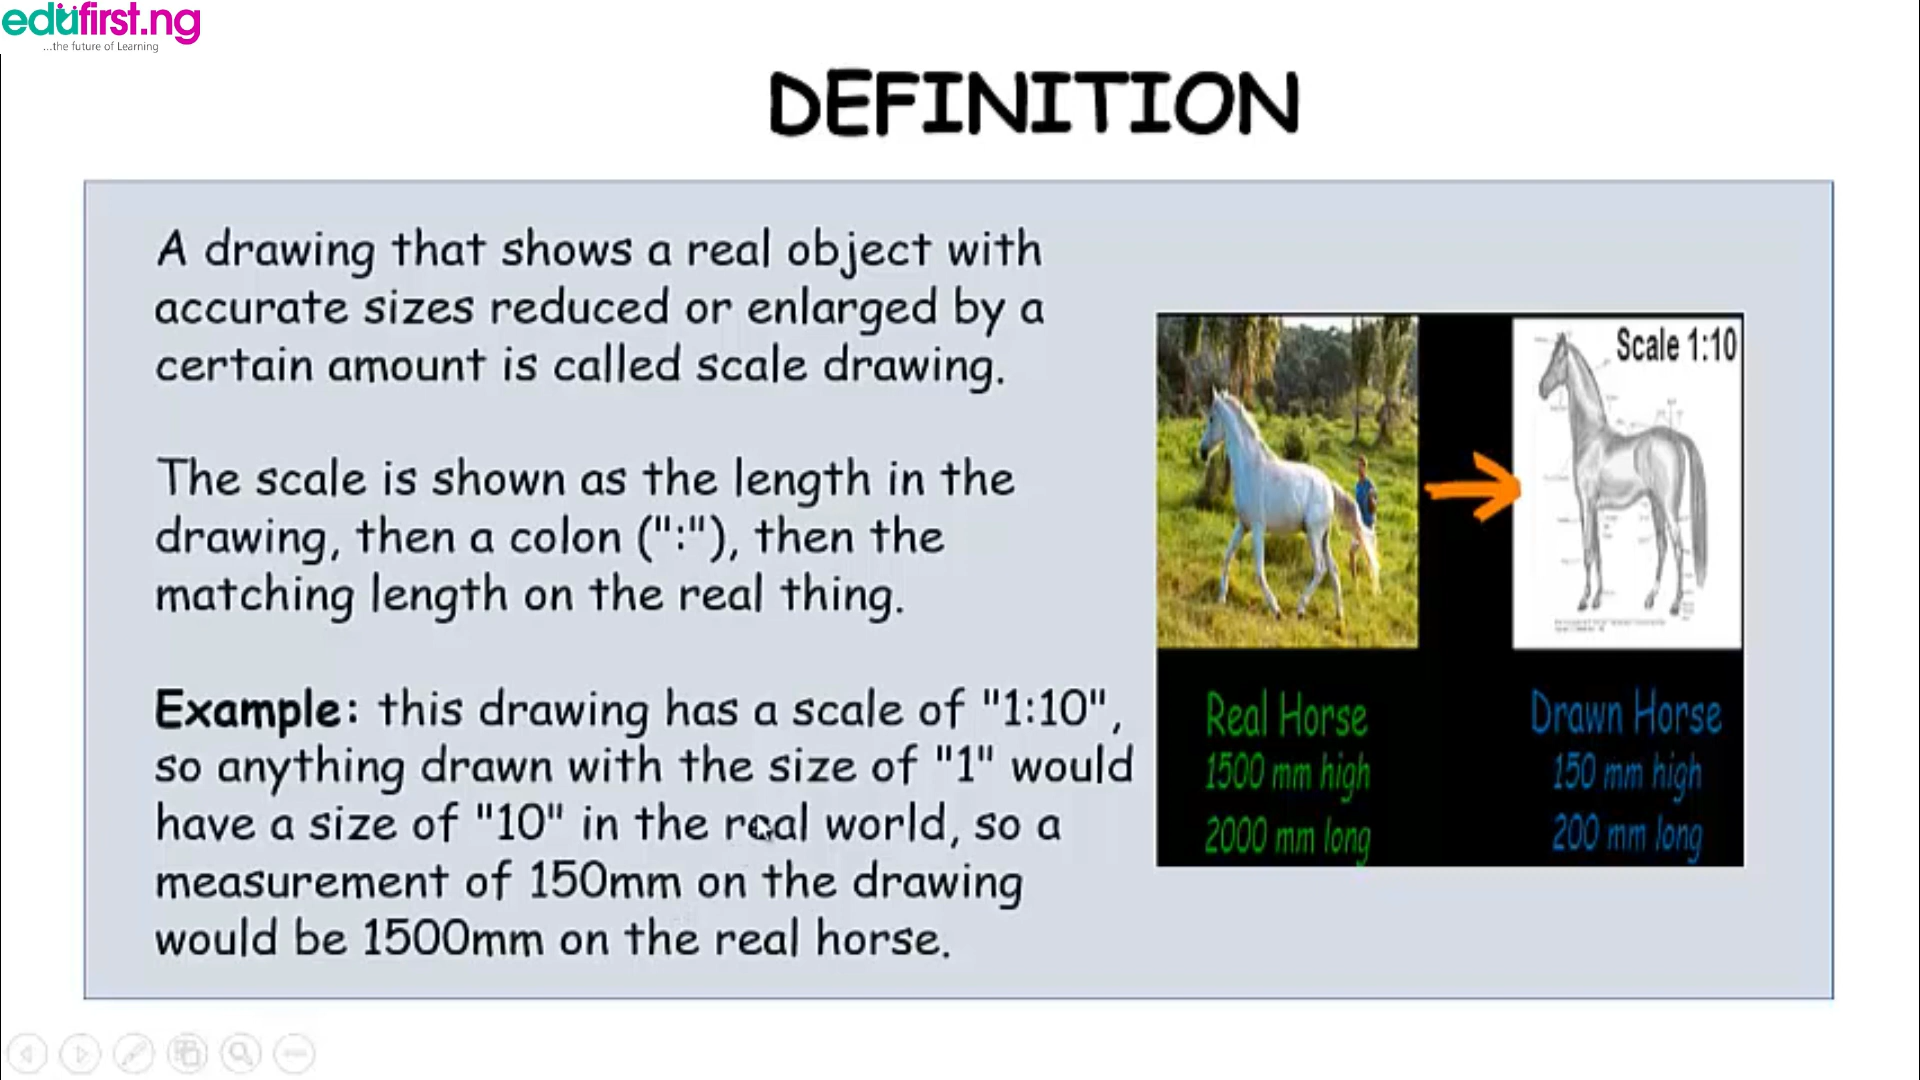 edufirst.ng
...the future of Learning
DEFINITION
A drawing that shows a real object with
accurate sizes reduced or enlarged by a
certain amount is called scale drawing.
The scale is shown as the length in the
drawing, then a colon (":"), then the
matching length on the real thing.
Example: this drawing has a scale of "1:10",
so anything drawn with the size of "1" would
have a size of "10" in the real world, so a
measurement of 150mm on the drawing
would be 1500mm on the real horse.
Scale 1:10
Real Horse
1500 mm high
2000 mm long
Drawn Horse
150 mm high
200 mm long